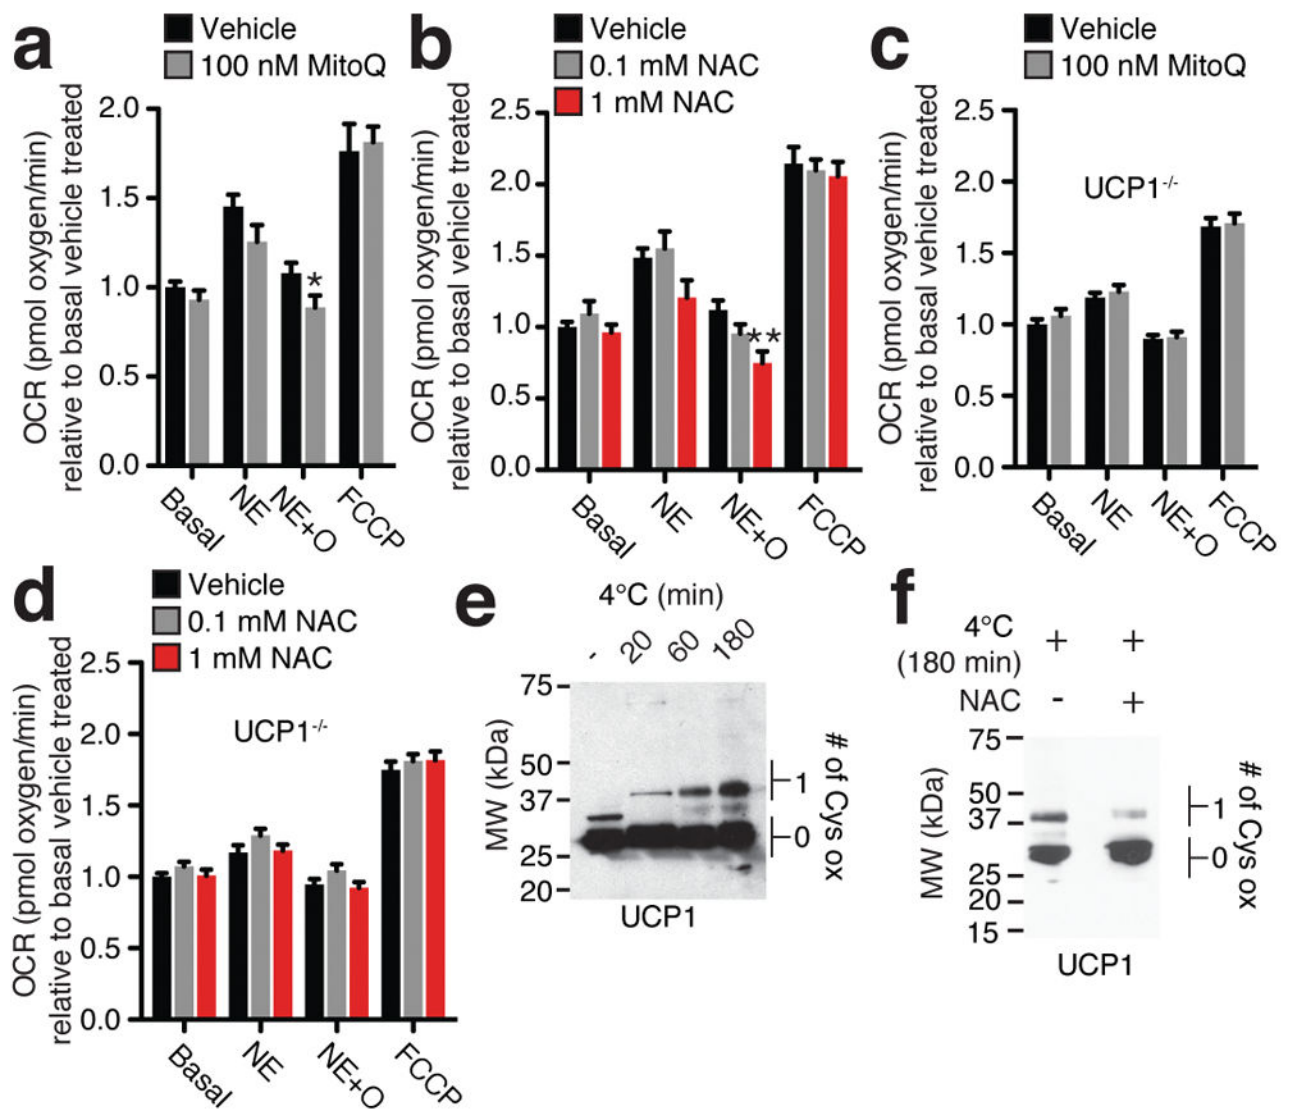 a
Vehicle
100 nM MitoQ
OCR (pmol oxygen/min)
relative to basal vehicle treated
2.0
1.5
1.0
0.5
0.0
*
Basal
NE
NE+O
FCCP
b
Vehicle
0.1 mM NAC
1 mM NAC
OCR (pmol oxygen/min)
relative to basal vehicle treated
2.5
2.0
1.5
1.0
0.5
0.0
**
Basal
NE
NE+O
FCCP
c
Vehicle
100 nM MitoQ
OCR (pmol oxygen/min)
relative to basal vehicle treated
2.5
2.0
1.5
1.0
0.5
0.0
UCP1-/-
Basal
NE
NE+O
FCCP
d
Vehicle
0.1 mM NAC
1 mM NAC
OCR (pmol oxygen/min)
relative to basal vehicle treated
2.5
2.0
1.5
1.0
0.5
0.0
UCP1-/-
Basal
NE
NE+O
FCCP
e
4°C (min)
- 20 60 180
MW (kDa)
75
50
37
25
20
1
0
# of Cys ox
UCP1
f
4°C + +
(180 min)
NAC - +
MW (kDa)
75
50
37
25
20
15
1
0
# of Cys ox
UCP1